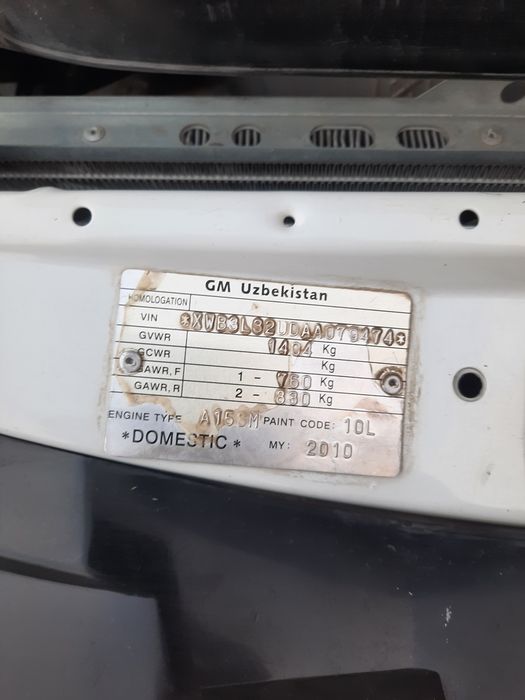 GM Uzbekistan
HOMOLOGATION
VIN *XWB3L32UDAA079474*
GVWR 1404 Kg
GCWR Kg
GAWR,F 1 - 760 Kg
GAWR,R 2 - 830 Kg
ENGINE TYPE A15SM PAINT CODE: 10L
*DOMESTIC* MY: 2010